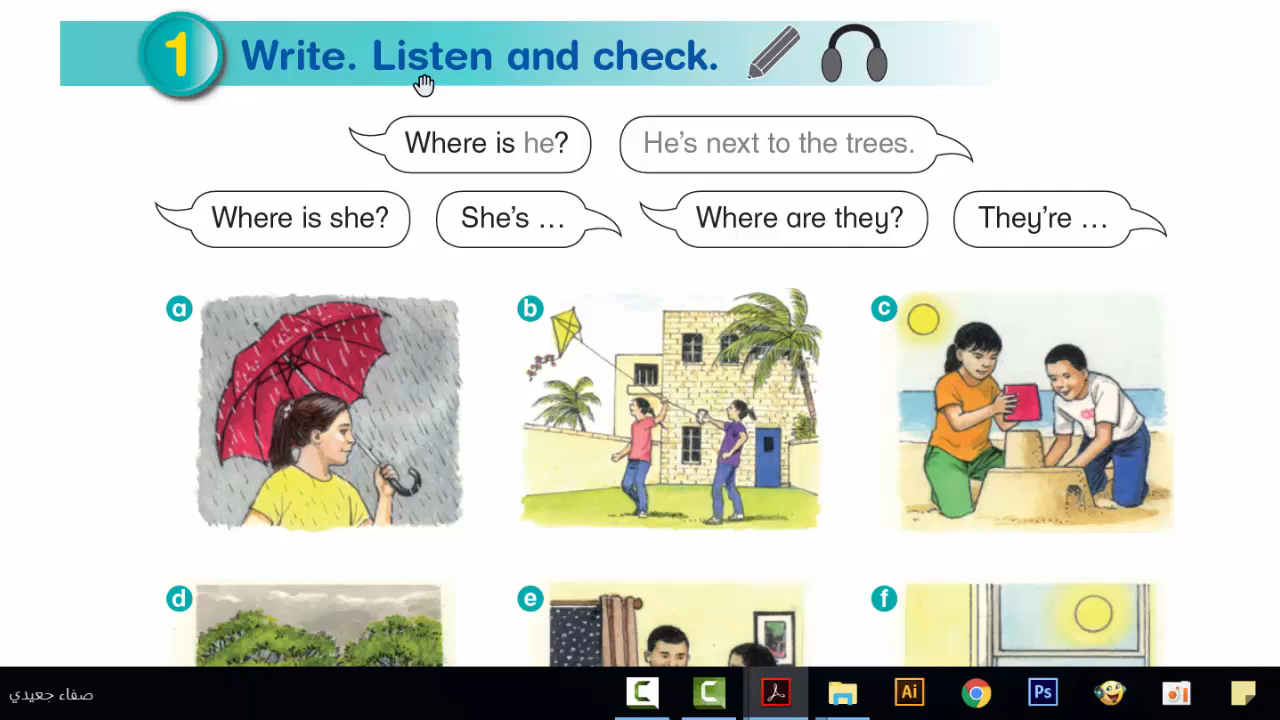 1 Write. Listen and check.
Where is he? He's next to the trees.
Where is she? She's ... Where are they? They're ...
a b c
d e f
صفاء جعيدي
Ai Ps